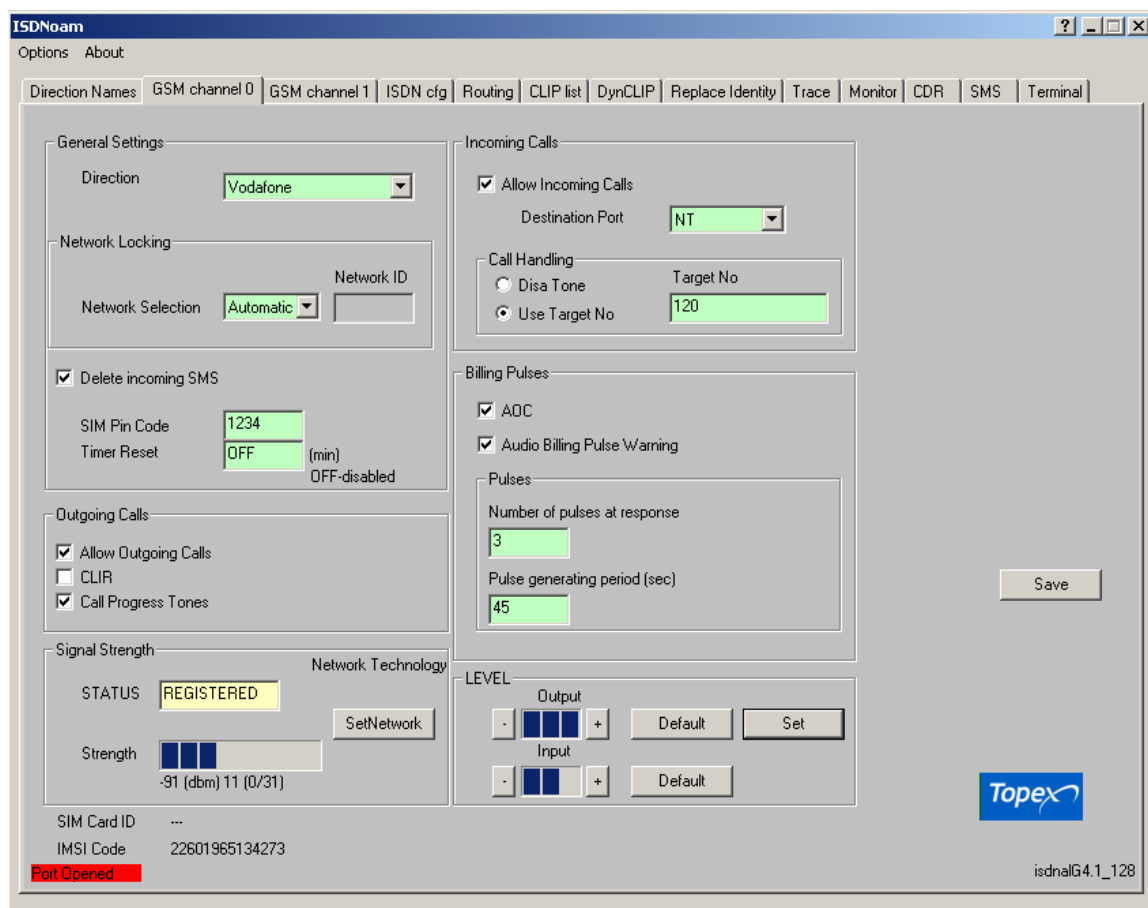 ISDNoam
Options About
Direction Names GSM channel 0 GSM channel 1 ISDN cfg Routing CLIP list DynCLIP Replace Identity Trace Monitor CDR SMS Terminal
General Settings
Direction Vodafone
Network Locking
Network ID
Network Selection Automatic
Delete incoming SMS
SIM Pin Code 1234
Timer Reset OFF (min)
OFF-disabled
Outgoing Calls
Allow Outgoing Calls
CLIR
Call Progress Tones
Signal Strength
Network Technology
STATUS REGISTERED
SetNetwork
Strength
-91 (dbm) 11 (0/31)
SIM Card ID ---
IMSI Code 22601965134273
Port Opened
Incoming Calls
Allow Incoming Calls
Destination Port NT
Call Handling
Disa Tone
Use Target No
Target No
120
Billing Pulses
AOC
Audio Billing Pulse Warning
Pulses
Number of pulses at response
3
Pulse generating period (sec)
45
LEVEL
Output
- + Default Set
Input
- + Default
Save
Topex
isdnalG4.1_128